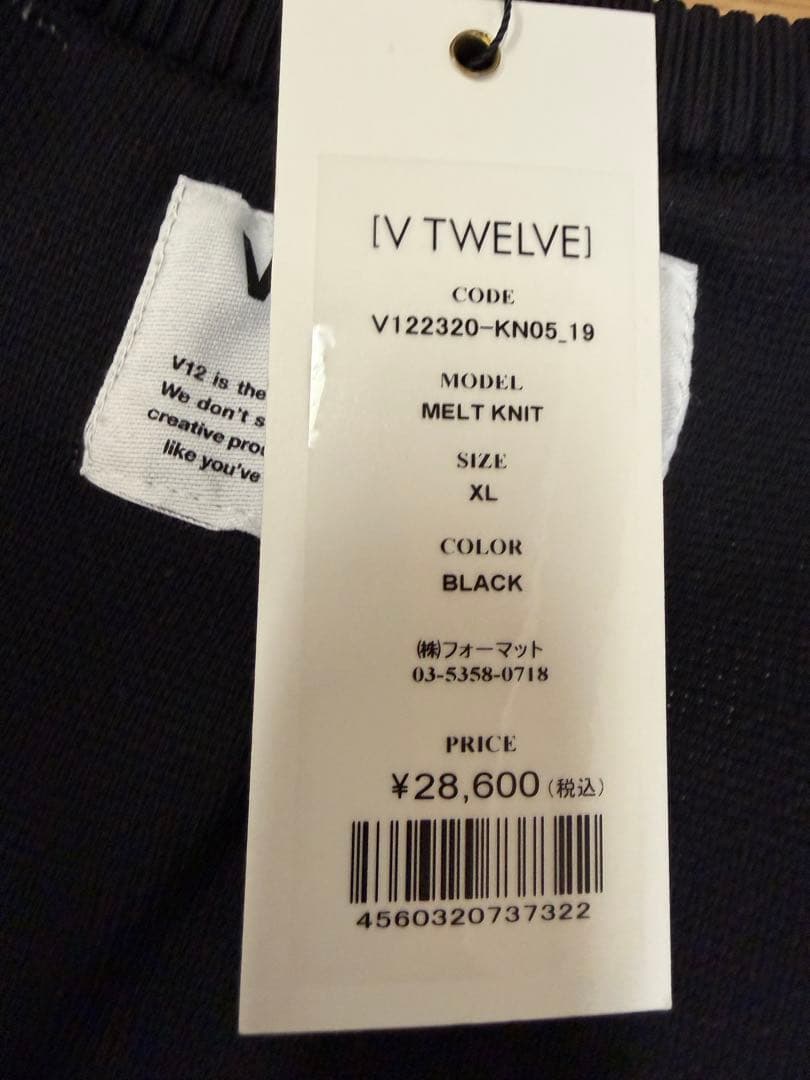 [V TWELVE]
CODE
V122320-KN05_19
MODEL
MELT KNIT
SIZE
XL
COLOR
BLACK
㈱フォーマット
03-5358-0718
PRICE
¥28,600(税込)
4560320737322
V
V12 is the
We don't s
creative prou
like you've